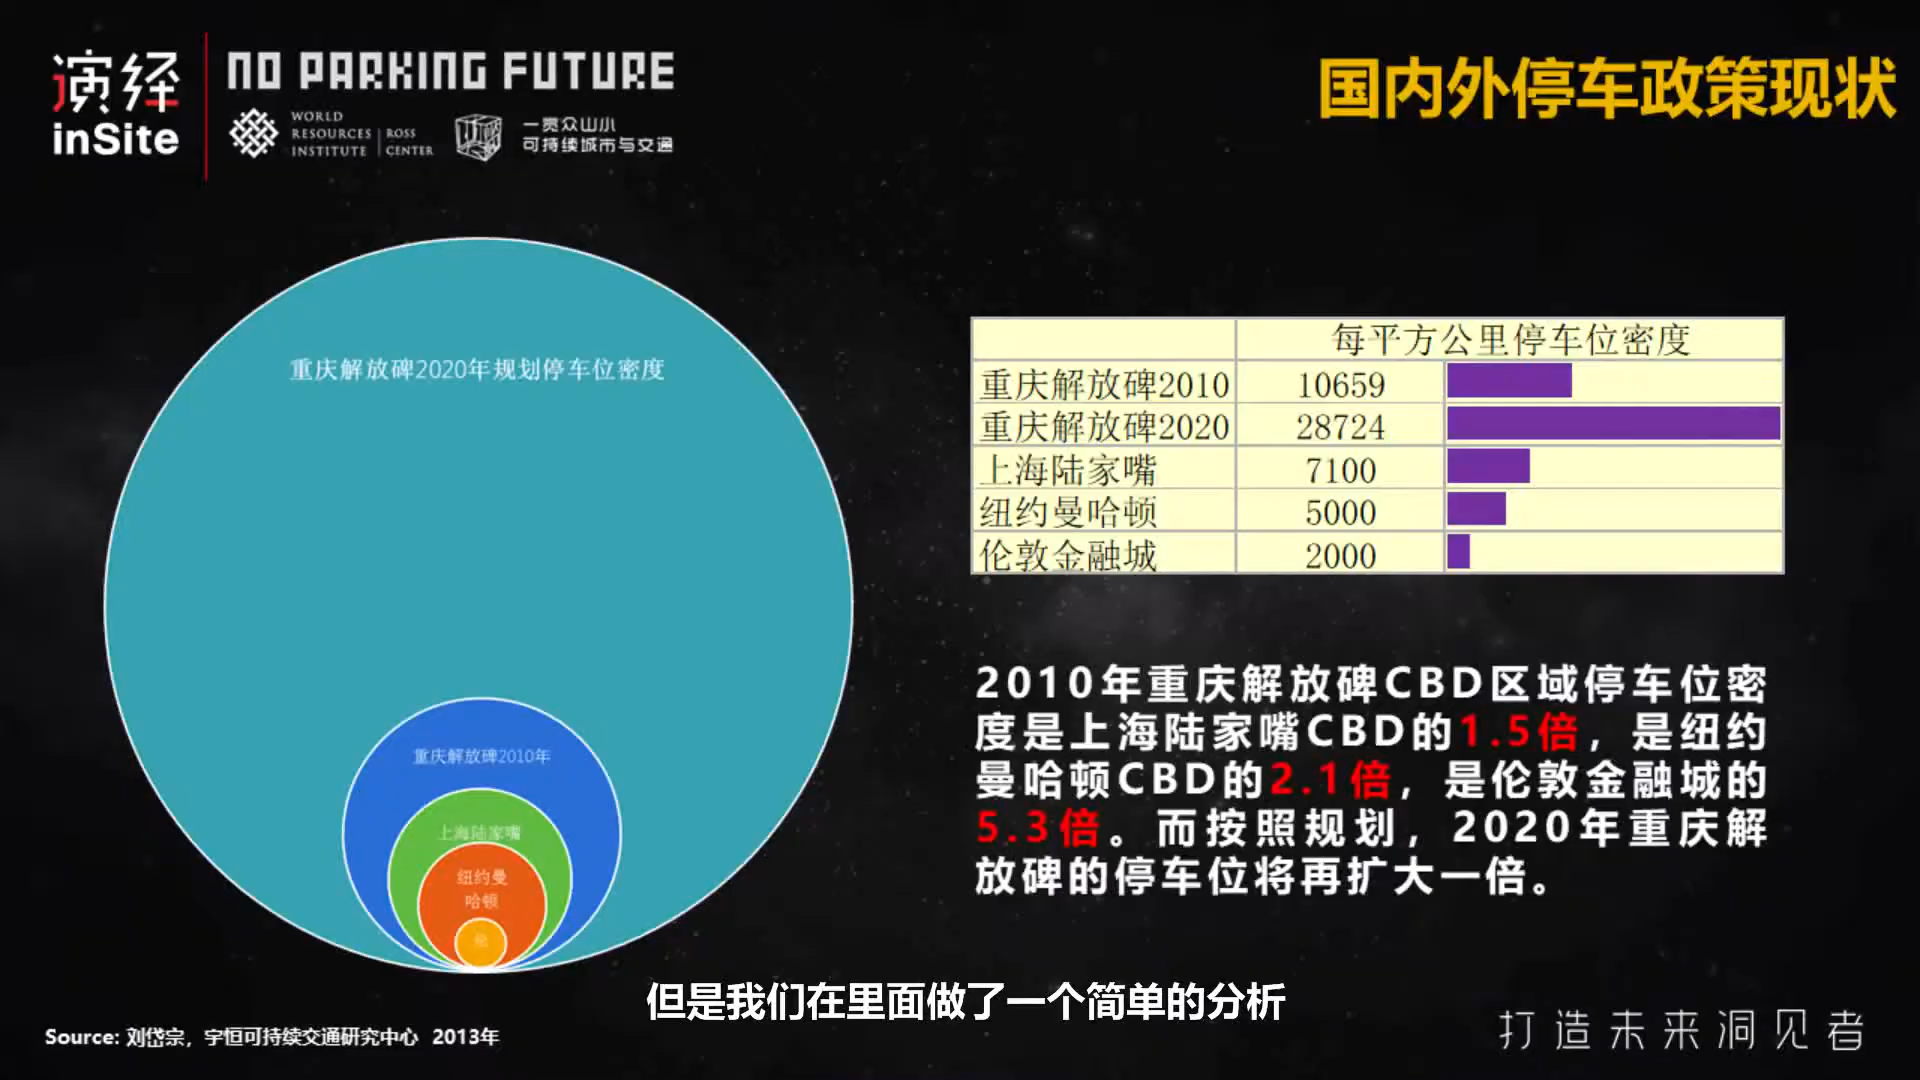 演经
inSite
NO PARKING FUTURE
WORLD
RESOURCES
INSTITUTE
ROSS
CENTER
一览众山小
可持续城市与交通
国内外停车政策现状
重庆解放碑2020年规划停车位密度
重庆解放碑2010年
上海陆家嘴
纽约曼
哈顿
每平方公里停车位密度
重庆解放碑2010 10659
重庆解放碑2020 28724
上海陆家嘴 7100
纽约曼哈顿 5000
伦敦金融城 2000
2010年重庆解放碑CBD区域停车位密
度是上海陆家嘴CBD的1.5倍，是纽约
曼哈顿CBD的2.1倍，是伦敦金融城的
5.3倍。而按照规划，2020年重庆解
放碑的停车位将再扩大一倍。
但是我们在里面做了一个简单的分析
Source: 刘岱宗，宇恒可持续交通研究中心 2013年
打造未来洞见者